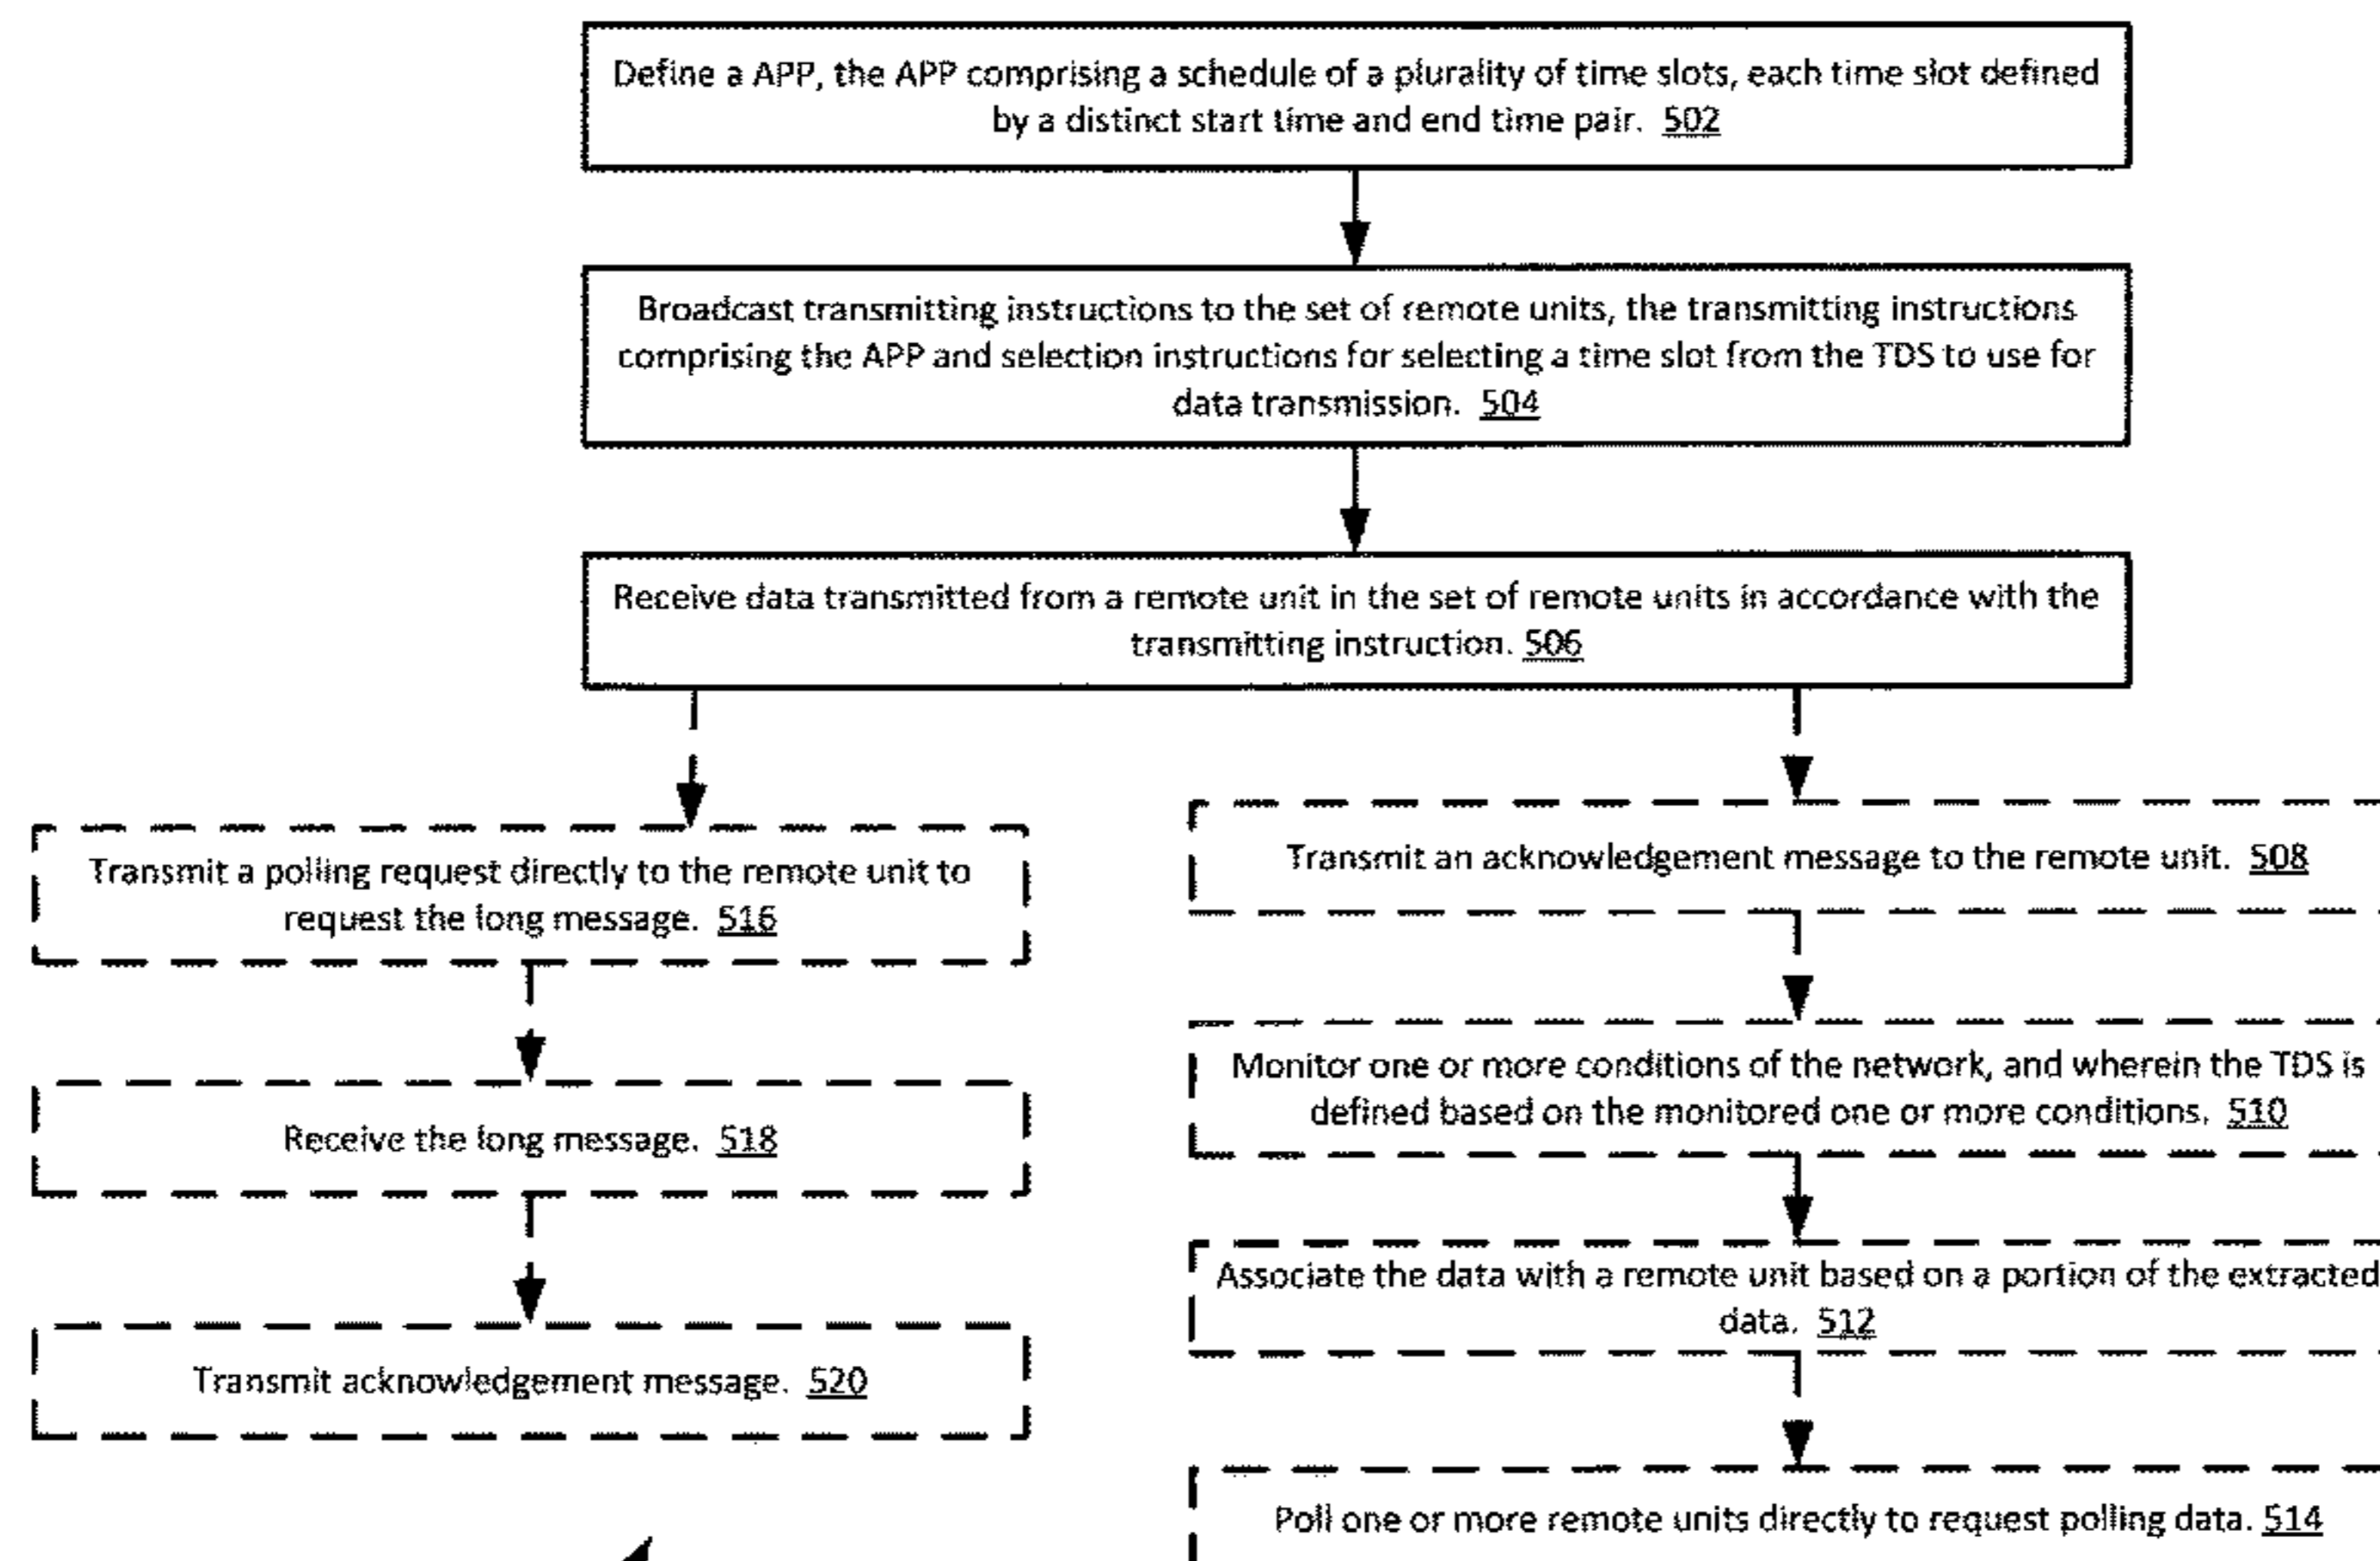 Define a APP, the APP comprising a schedule of a plurality of time slots, each time slot defined
by a distinct start time and end time pair. 502
Broadcast transmitting instructions to the set of remote units, the transmitting instructions
comprising the APP and selection instructions for selecting a time slot from the TDS to use for
data transmission. 504
Receive data transmitted from a remote unit in the set of remote units in accordance with the
transmitting instruction. 506
Transmit a polling request directly to the remote unit to
request the long message. 516
Receive the long message. 518
Transmit acknowledgement message. 520
Transmit an acknowledgement message to the remote unit. 508
Monitor one or more conditions of the network, and wherein the TDS is
defined based on the monitored one or more conditions. 510
Associate the data with a remote unit based on a portion of the extracted
data. 512
Poll one or more remote units directly to request polling data. 514